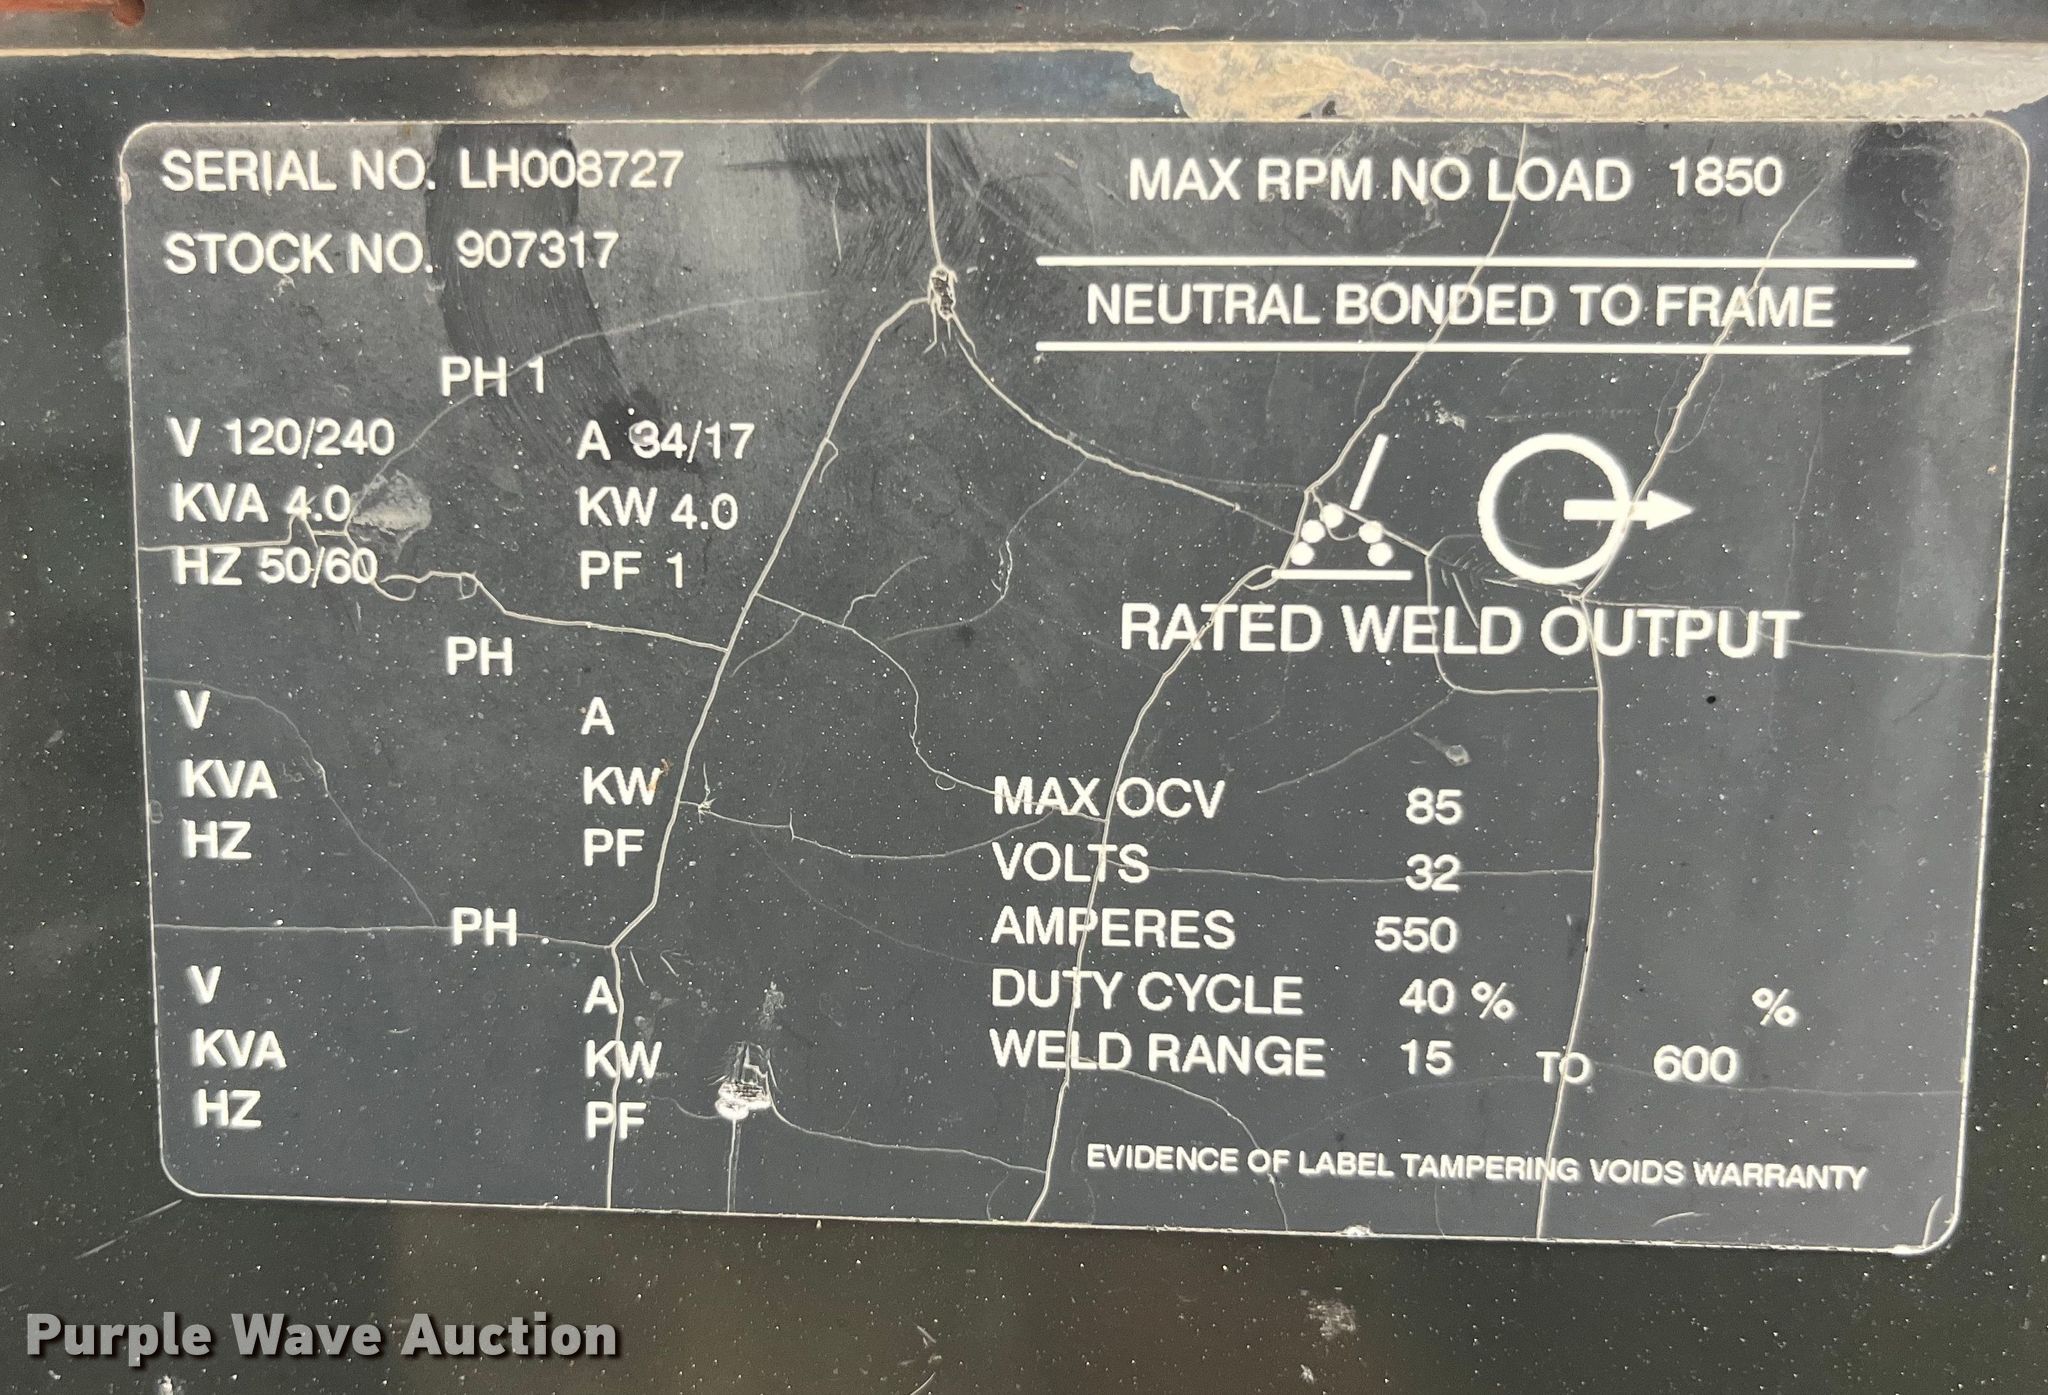 SERIAL NO. LH008727
STOCK NO. 907317
PH 1
V 120/240 A 34/17
KVA 4.0 KW 4.0
HZ 50/60 PF 1
PH
V A
KVA KW
HZ PF
PH
V A
KVA KW
HZ PF
MAX RPM NO LOAD 1850
NEUTRAL BONDED TO FRAME
RATED WELD OUTPUT
MAX OCV 85
VOLTS 32
AMPERES 550
DUTY CYCLE 40 % %
WELD RANGE 15 TO 600
EVIDENCE OF LABEL TAMPERING VOIDS WARRANTY
Purple Wave Auction